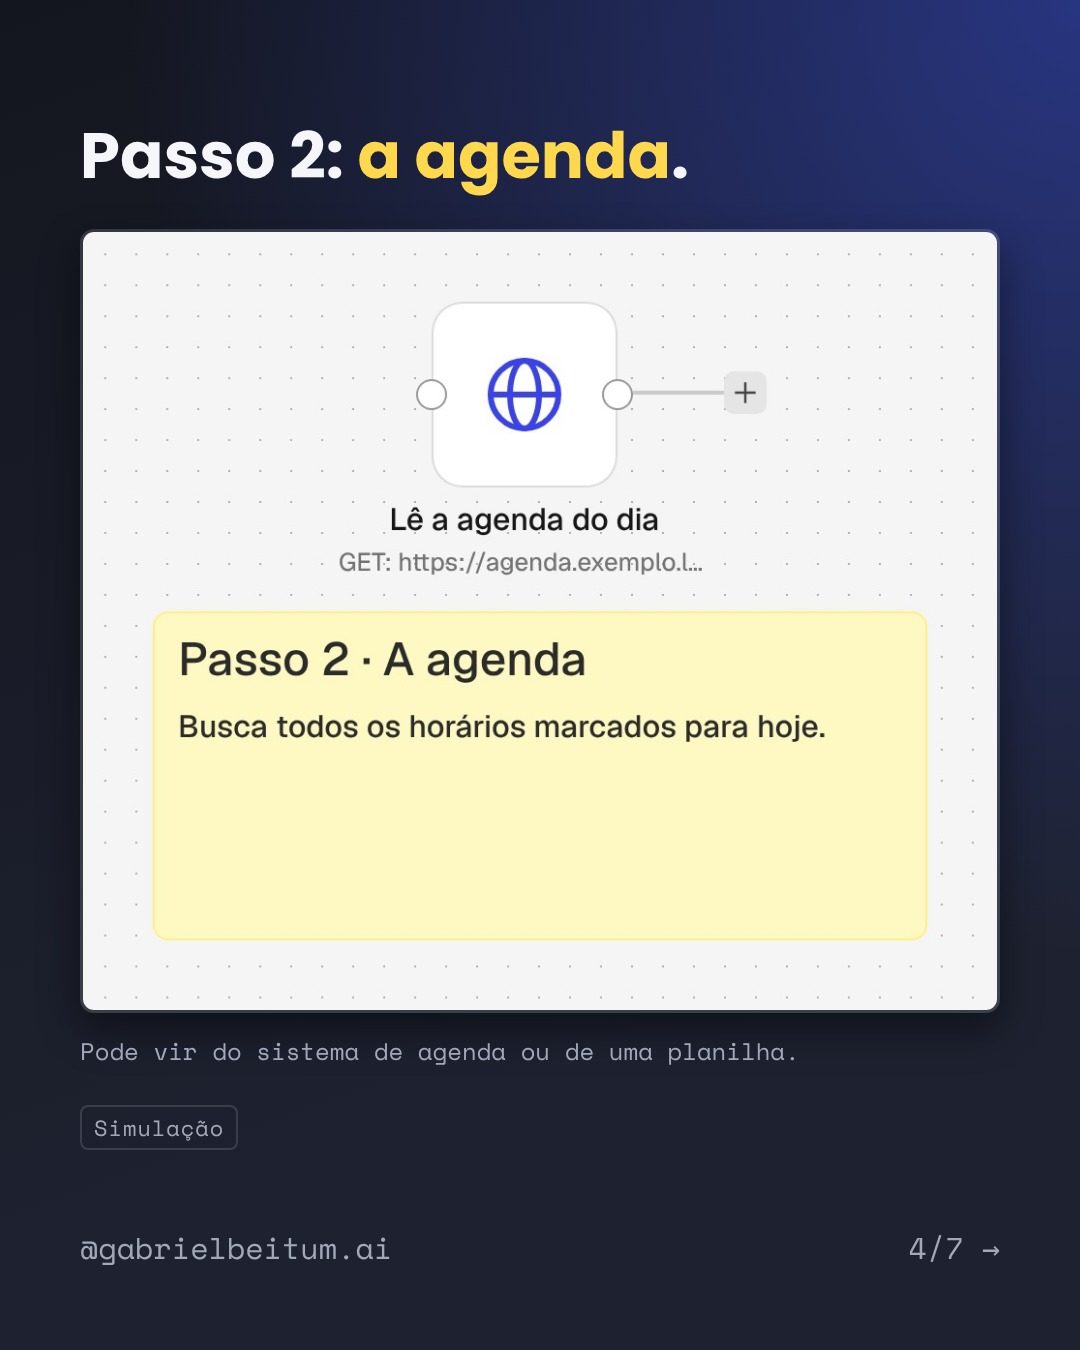 Passo 2: a agenda.
Lê a agenda do dia
GET: https://agenda.exemplo.l...
Passo 2 · A agenda
Busca todos os horários marcados para hoje.
Pode vir do sistema de agenda ou de uma planilha.
Simulação
@gabrielbeitum.ai
4/7 →